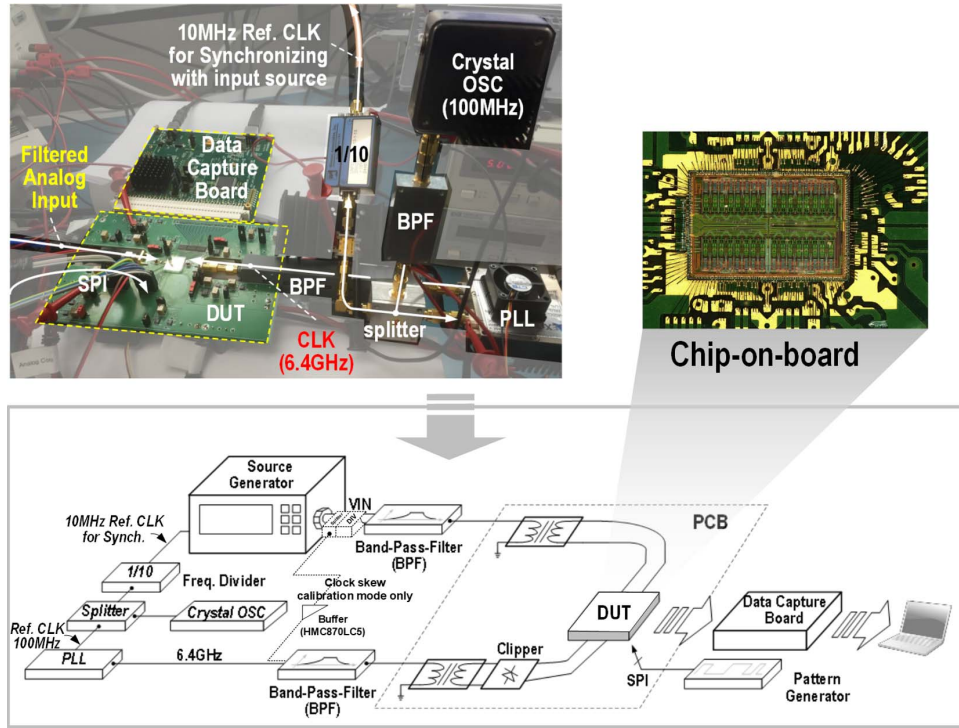 10MHz Ref. CLK
for Synchronizing
with input source
Crystal
OSC
(100MHz)
1/10
Data
Capture
Board
Filtered
Analog
Input
BPF
SPI
DUT
BPF
splitter
PLL
CLK
(6.4GHz)
Chip-on-board
Source
Generator
VIN
DIV
10MHz Ref. CLK
for Synch.
Band-Pass-Filter
(BPF)
PCB
1/10
Freq. Divider
Clock skew
calibration mode only
Splitter
Crystal OSC
Buffer
(HMC870LC5)
DUT
Data Capture
Board
Ref. CLK
100MHz
PLL
6.4GHz
Clipper
Band-Pass-Filter
(BPF)
SPI
Pattern
Generator